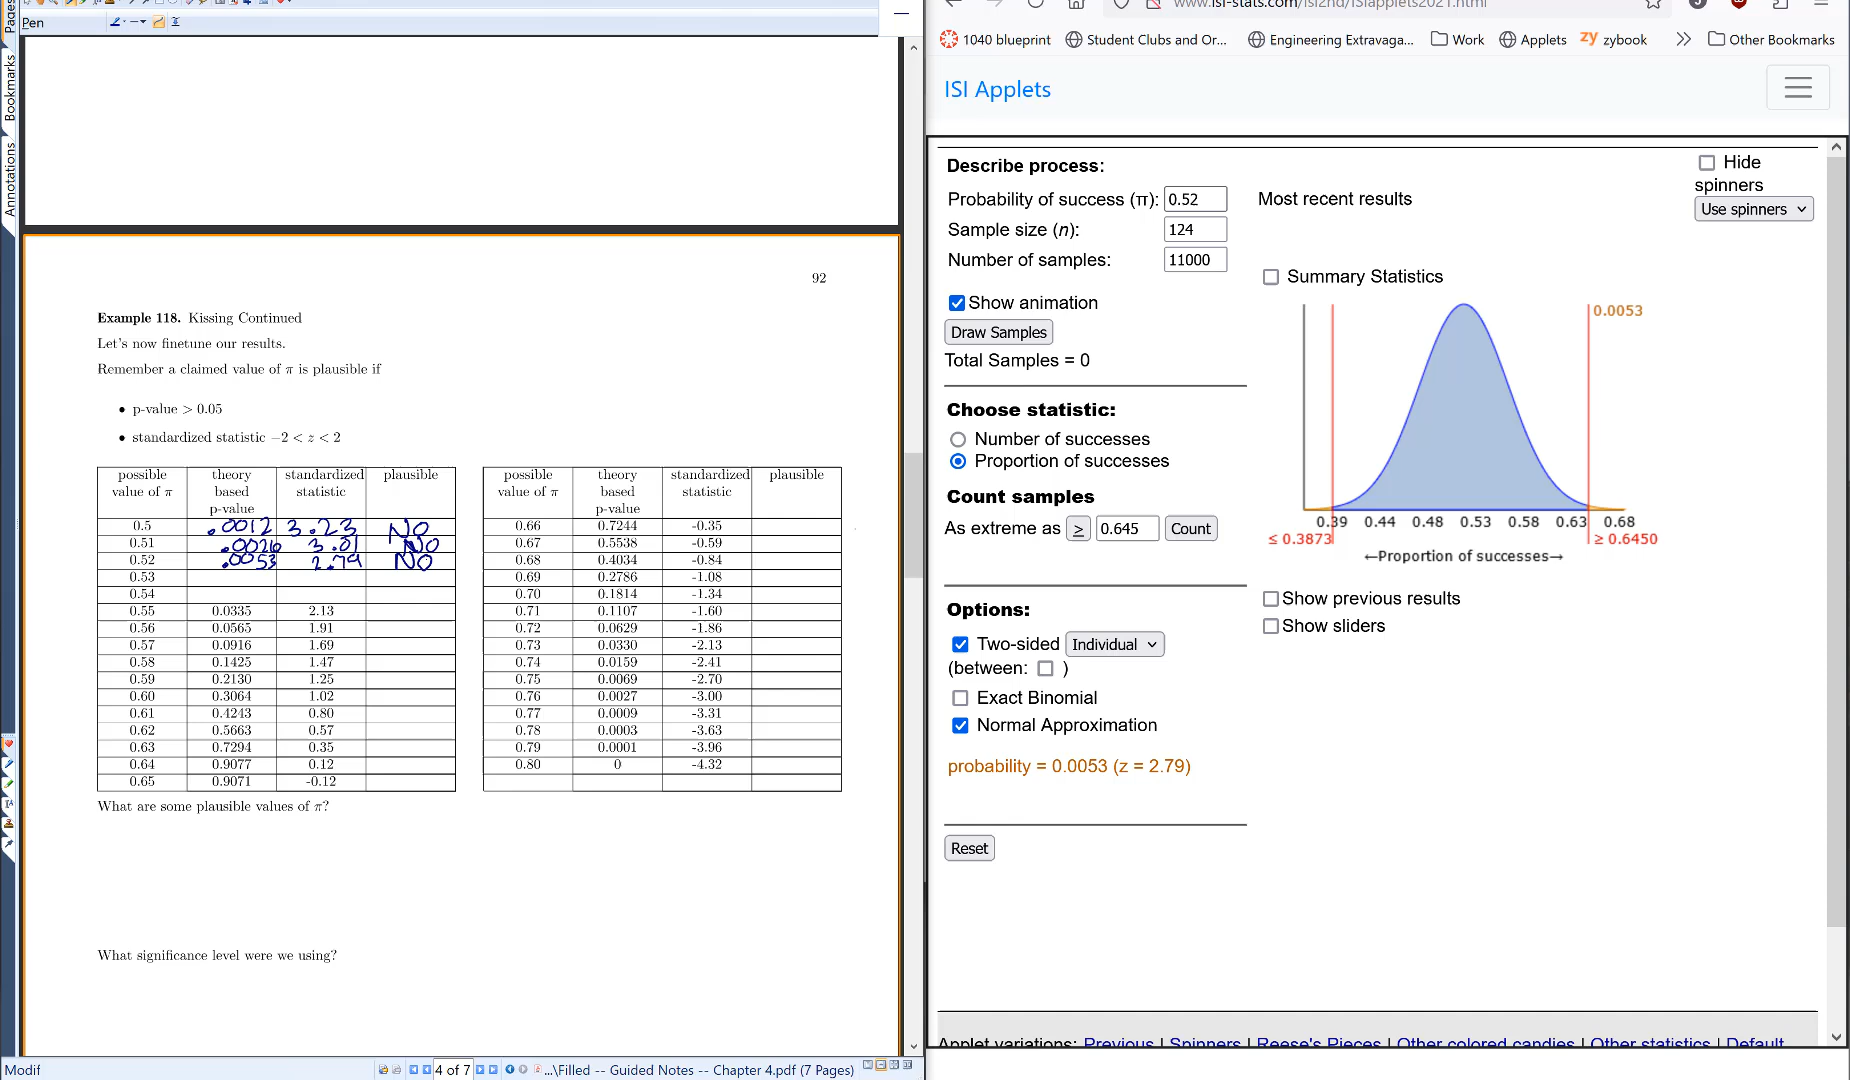 Pen
Pages
Bookmarks
Annotations
92
Example 118. Kissing Continued
Let's now finetune our results.
Remember a claimed value of π is plausible if
• p-value > 0.05
• standardized statistic −2 < z < 2
possible value of π theory based p-value standardized statistic plausible
0.5 .0012 3.23 NO
0.51 .0026 3.01 NO
0.52 .0053 2.79 NO
0.53
0.54
0.55 0.0335 2.13
0.56 0.0565 1.91
0.57 0.0916 1.69
0.58 0.1425 1.47
0.59 0.2130 1.25
0.60 0.3064 1.02
0.61 0.4243 0.80
0.62 0.5663 0.57
0.63 0.7294 0.35
0.64 0.9077 0.12
0.65 0.9071 -0.12
possible value of π theory based p-value standardized statistic plausible
0.66 0.7244 -0.35
0.67 0.5538 -0.59
0.68 0.4034 -0.84
0.69 0.2786 -1.08
0.70 0.1814 -1.34
0.71 0.1107 -1.60
0.72 0.0629 -1.86
0.73 0.0330 -2.13
0.74 0.0159 -2.41
0.75 0.0069 -2.70
0.76 0.0027 -3.00
0.77 0.0009 -3.31
0.78 0.0003 -3.63
0.79 0.0001 -3.96
0.80 0 -4.32
What are some plausible values of π?
What significance level were we using?
Modif
4 of 7
...\Filled -- Guided Notes -- Chapter 4.pdf (7 Pages)
www.isi-stats.com/isi2nd/ISIapplets2021.html
1040 blueprint Student Clubs and Or... Engineering Extravaga... Work Applets zy zybook Other Bookmarks
ISI Applets
Describe process:
Probability of success (π): 0.52
Sample size (n): 124
Number of samples: 11000
Show animation
Draw Samples
Total Samples = 0
Choose statistic:
Number of successes
Proportion of successes
Count samples
As extreme as ≥ 0.645 Count
Options:
Two-sided Individual
(between: )
Exact Binomial
Normal Approximation
probability = 0.0053 (z = 2.79)
Reset
Most recent results
Hide spinners
Use spinners
Summary Statistics
0.0053
0.39 0.44 0.48 0.53 0.58 0.63 0.68
≤ 0.3873 ≥ 0.6450
←Proportion of successes→
Show previous results
Show sliders
Applet variations: Previous | Spinners | Reese's Pieces | Other colored candies | Other statistics | Default